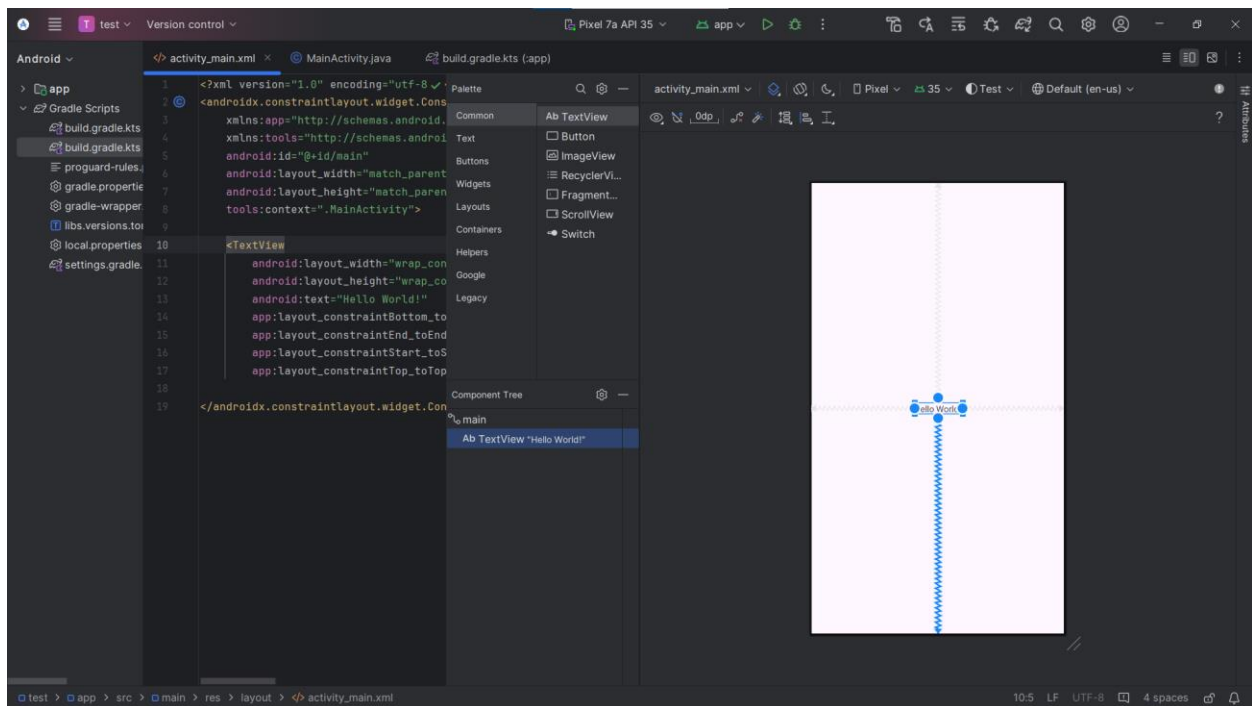 T test Version control Pixel 7a API 35 app
Android
activity_main.xml MainActivity.java build.gradle.kts (:app)
app
Gradle Scripts
build.gradle.kts
build.gradle.kts
proguard-rules.
gradle.propertie
gradle-wrapper
libs.versions.to
local.properties
settings.gradle.
1 <?xml version="1.0" encoding="utf-8
2 <androidx.constraintlayout.widget.Cons
3 xmlns:app="http://schemas.android.
4 xmlns:tools="http://schemas.androi
5 android:id="@+id/main"
6 android:layout_width="match_parent
7 android:layout_height="match_paren
8 tools:context=".MainActivity">
9
10 <TextView
11 android:layout_width="wrap_con
12 android:layout_height="wrap_co
13 android:text="Hello World!"
14 app:layout_constraintBottom_to
15 app:layout_constraintEnd_toEnd
16 app:layout_constraintStart_toS
17 app:layout_constraintTop_toTop
18
19 </androidx.constraintlayout.widget.Con
Palette
Common
Text
Buttons
Widgets
Layouts
Containers
Helpers
Google
Legacy
Ab TextView
Button
ImageView
RecyclerVi...
Fragment...
ScrollView
Switch
Component Tree
main
Ab TextView "Hello World!"
activity_main.xml Pixel 35 Test Default (en-us)
0dp
?
Attributes
ello World
test > app > src > main > res > layout > activity_main.xml
10:5 LF UTF-8 4 spaces